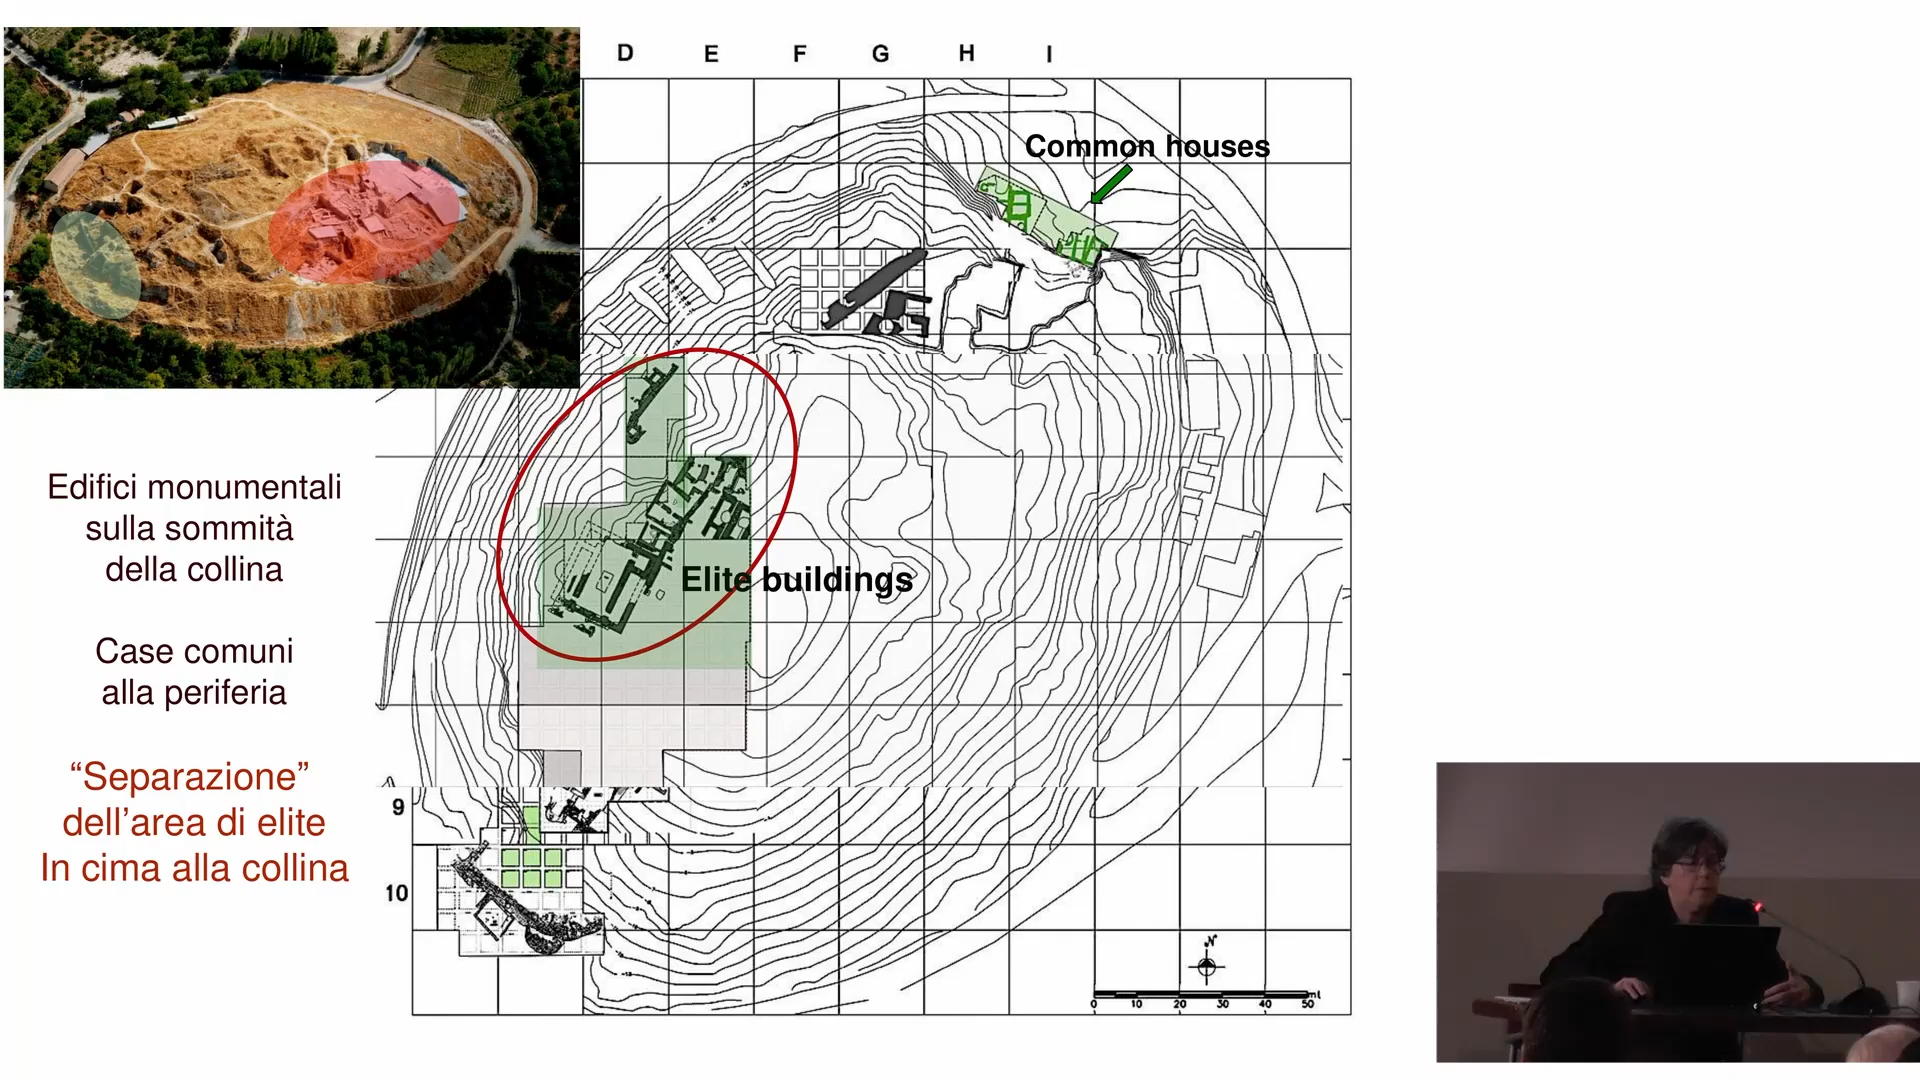 D E F G H I
Common houses
Elite buildings
Edifici monumentali
sulla sommità
della collina
Case comuni
alla periferia
“Separazione”
dell’area di elite
In cima alla collina
9
10
N
0 10 20 30 40 50 mt